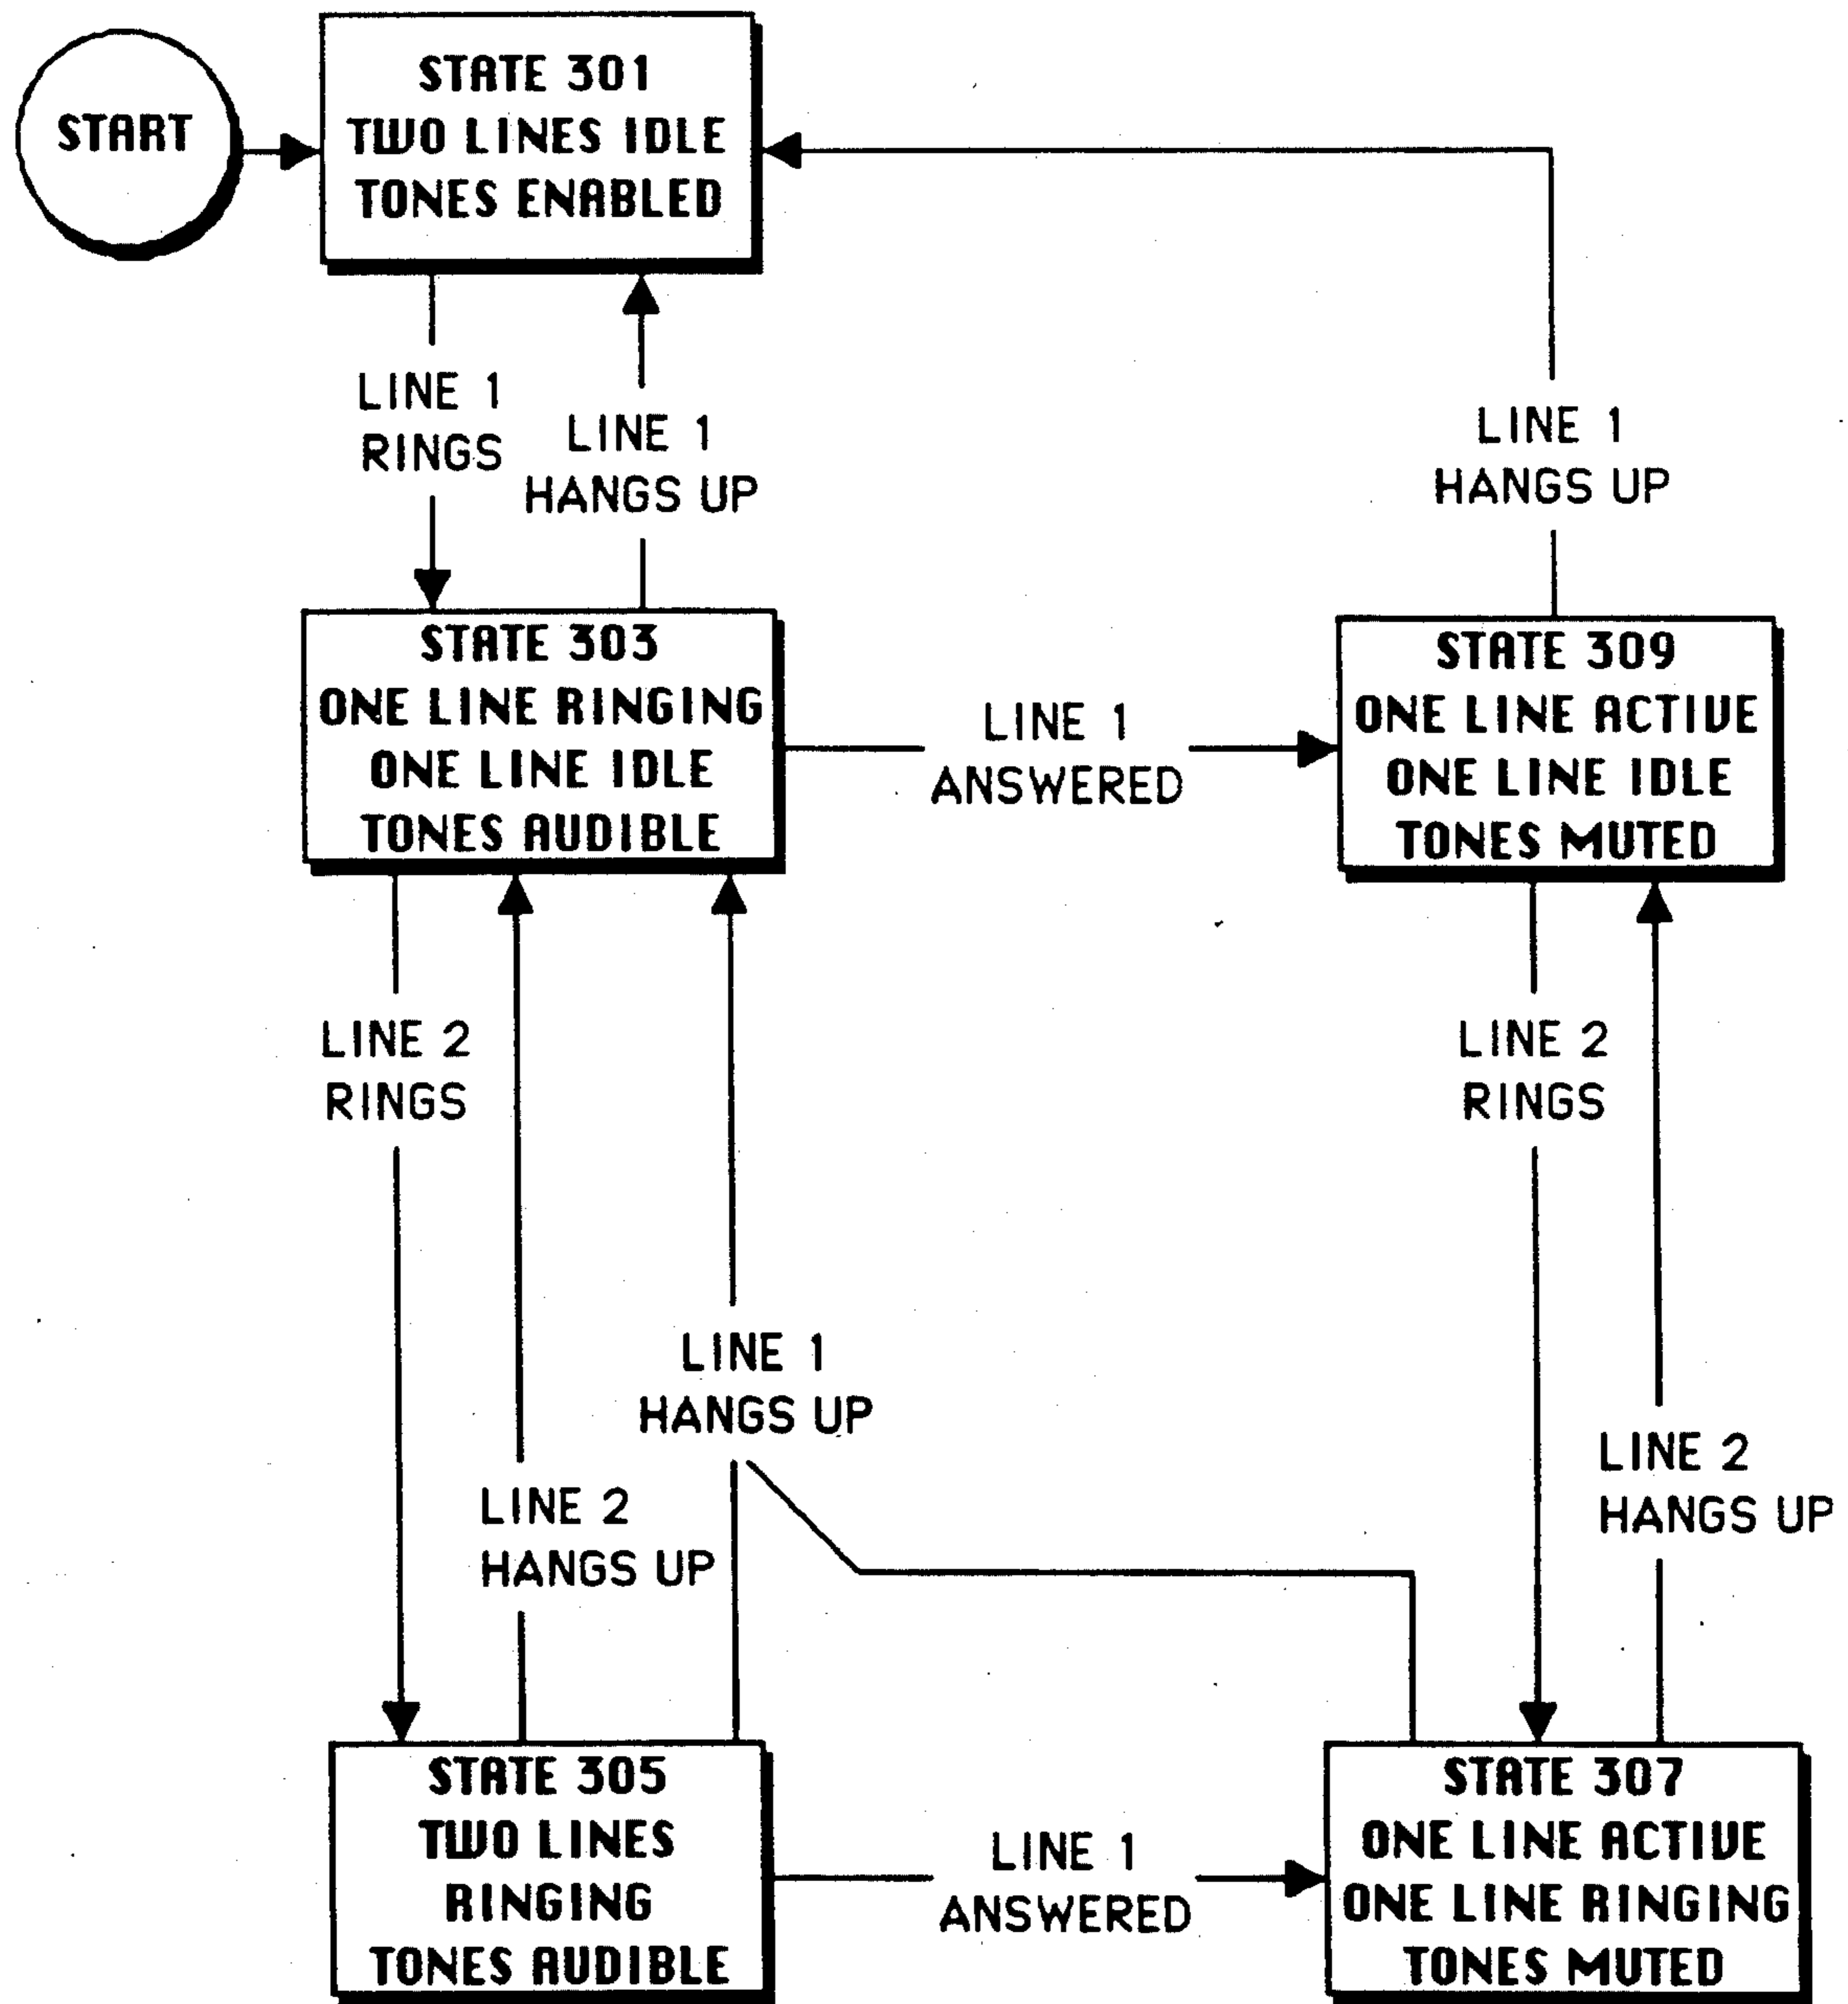 START
STATE 301
TWO LINES IDLE
TONES ENABLED
LINE 1
RINGS
LINE 1
HANGS UP
LINE 1
HANGS UP
STATE 303
ONE LINE RINGING
ONE LINE IDLE
TONES AUDIBLE
LINE 1
ANSWERED
STATE 309
ONE LINE ACTIVE
ONE LINE IDLE
TONES MUTED
LINE 2
RINGS
LINE 2
RINGS
LINE 1
HANGS UP
LINE 2
HANGS UP
LINE 2
HANGS UP
STATE 305
TWO LINES
RINGING
TONES AUDIBLE
LINE 1
ANSWERED
STATE 307
ONE LINE ACTIVE
ONE LINE RINGING
TONES MUTED